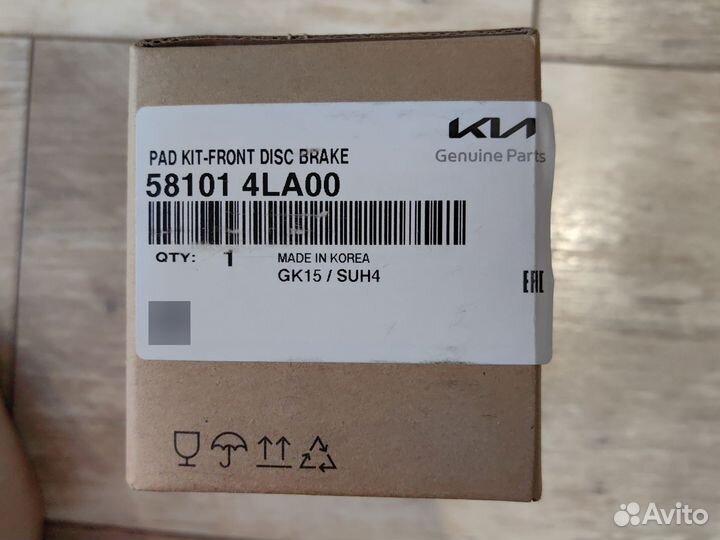 KIA
Genuine Parts
PAD KIT-FRONT DISC BRAKE
58101 4LA00
QTY: 1
MADE IN KOREA
GK15 / SUH4
EAC
Avito